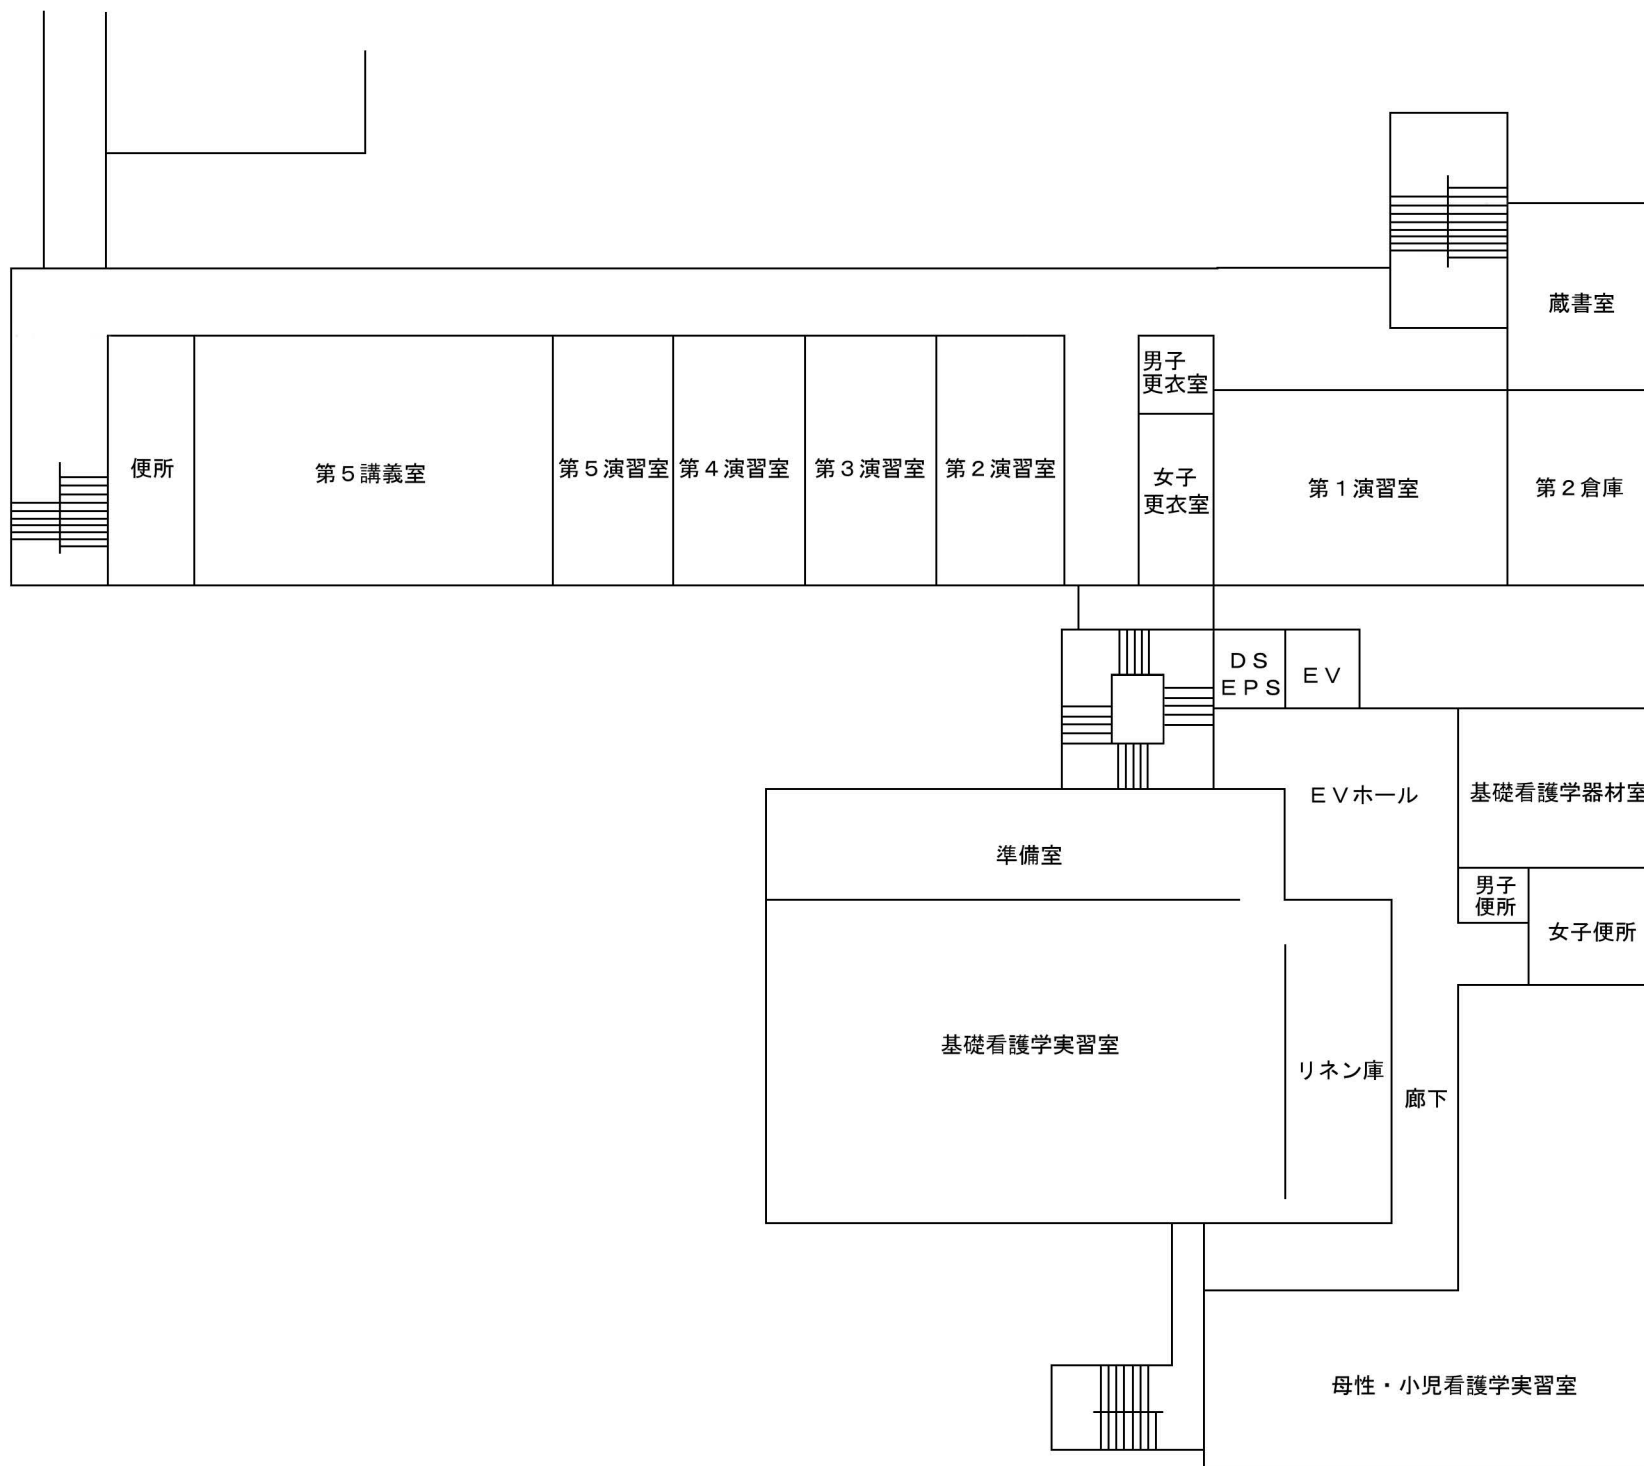 蔵書室
男子
更衣室
便所
第５講義室
第５演習室
第４演習室
第３演習室
第２演習室
女子
更衣室
第１演習室
第２倉庫
ＤＳ
ＥＰＳ
ＥＶ
ＥＶホール
基礎看護学器材室
準備室
男子
便所
女子便所
基礎看護学実習室
リネン庫
廊下
母性・小児看護学実習室